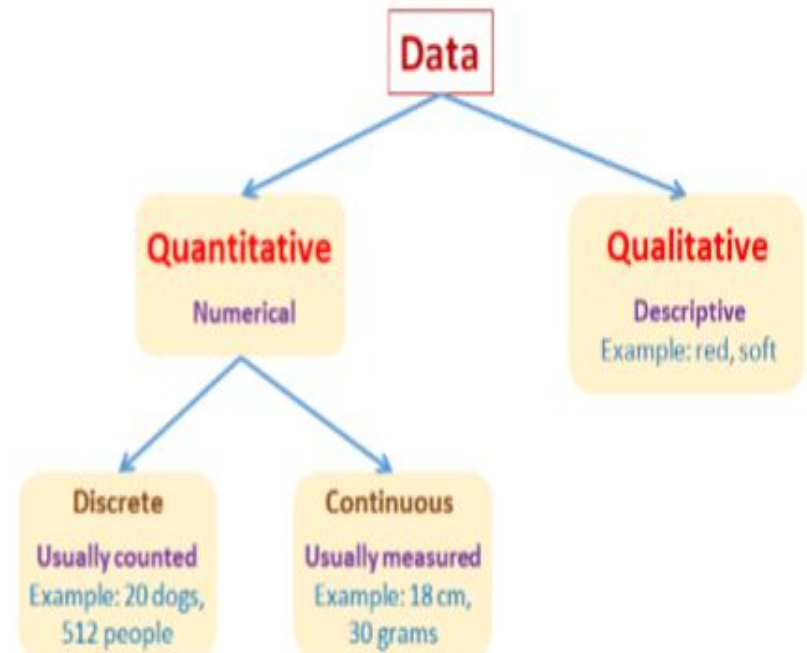 Data
Quantitative
Numerical
Qualitative
Descriptive
Example: red, soft
Discrete
Usually counted
Example: 20 dogs,
512 people
Continuous
Usually measured
Example: 18 cm,
30 grams